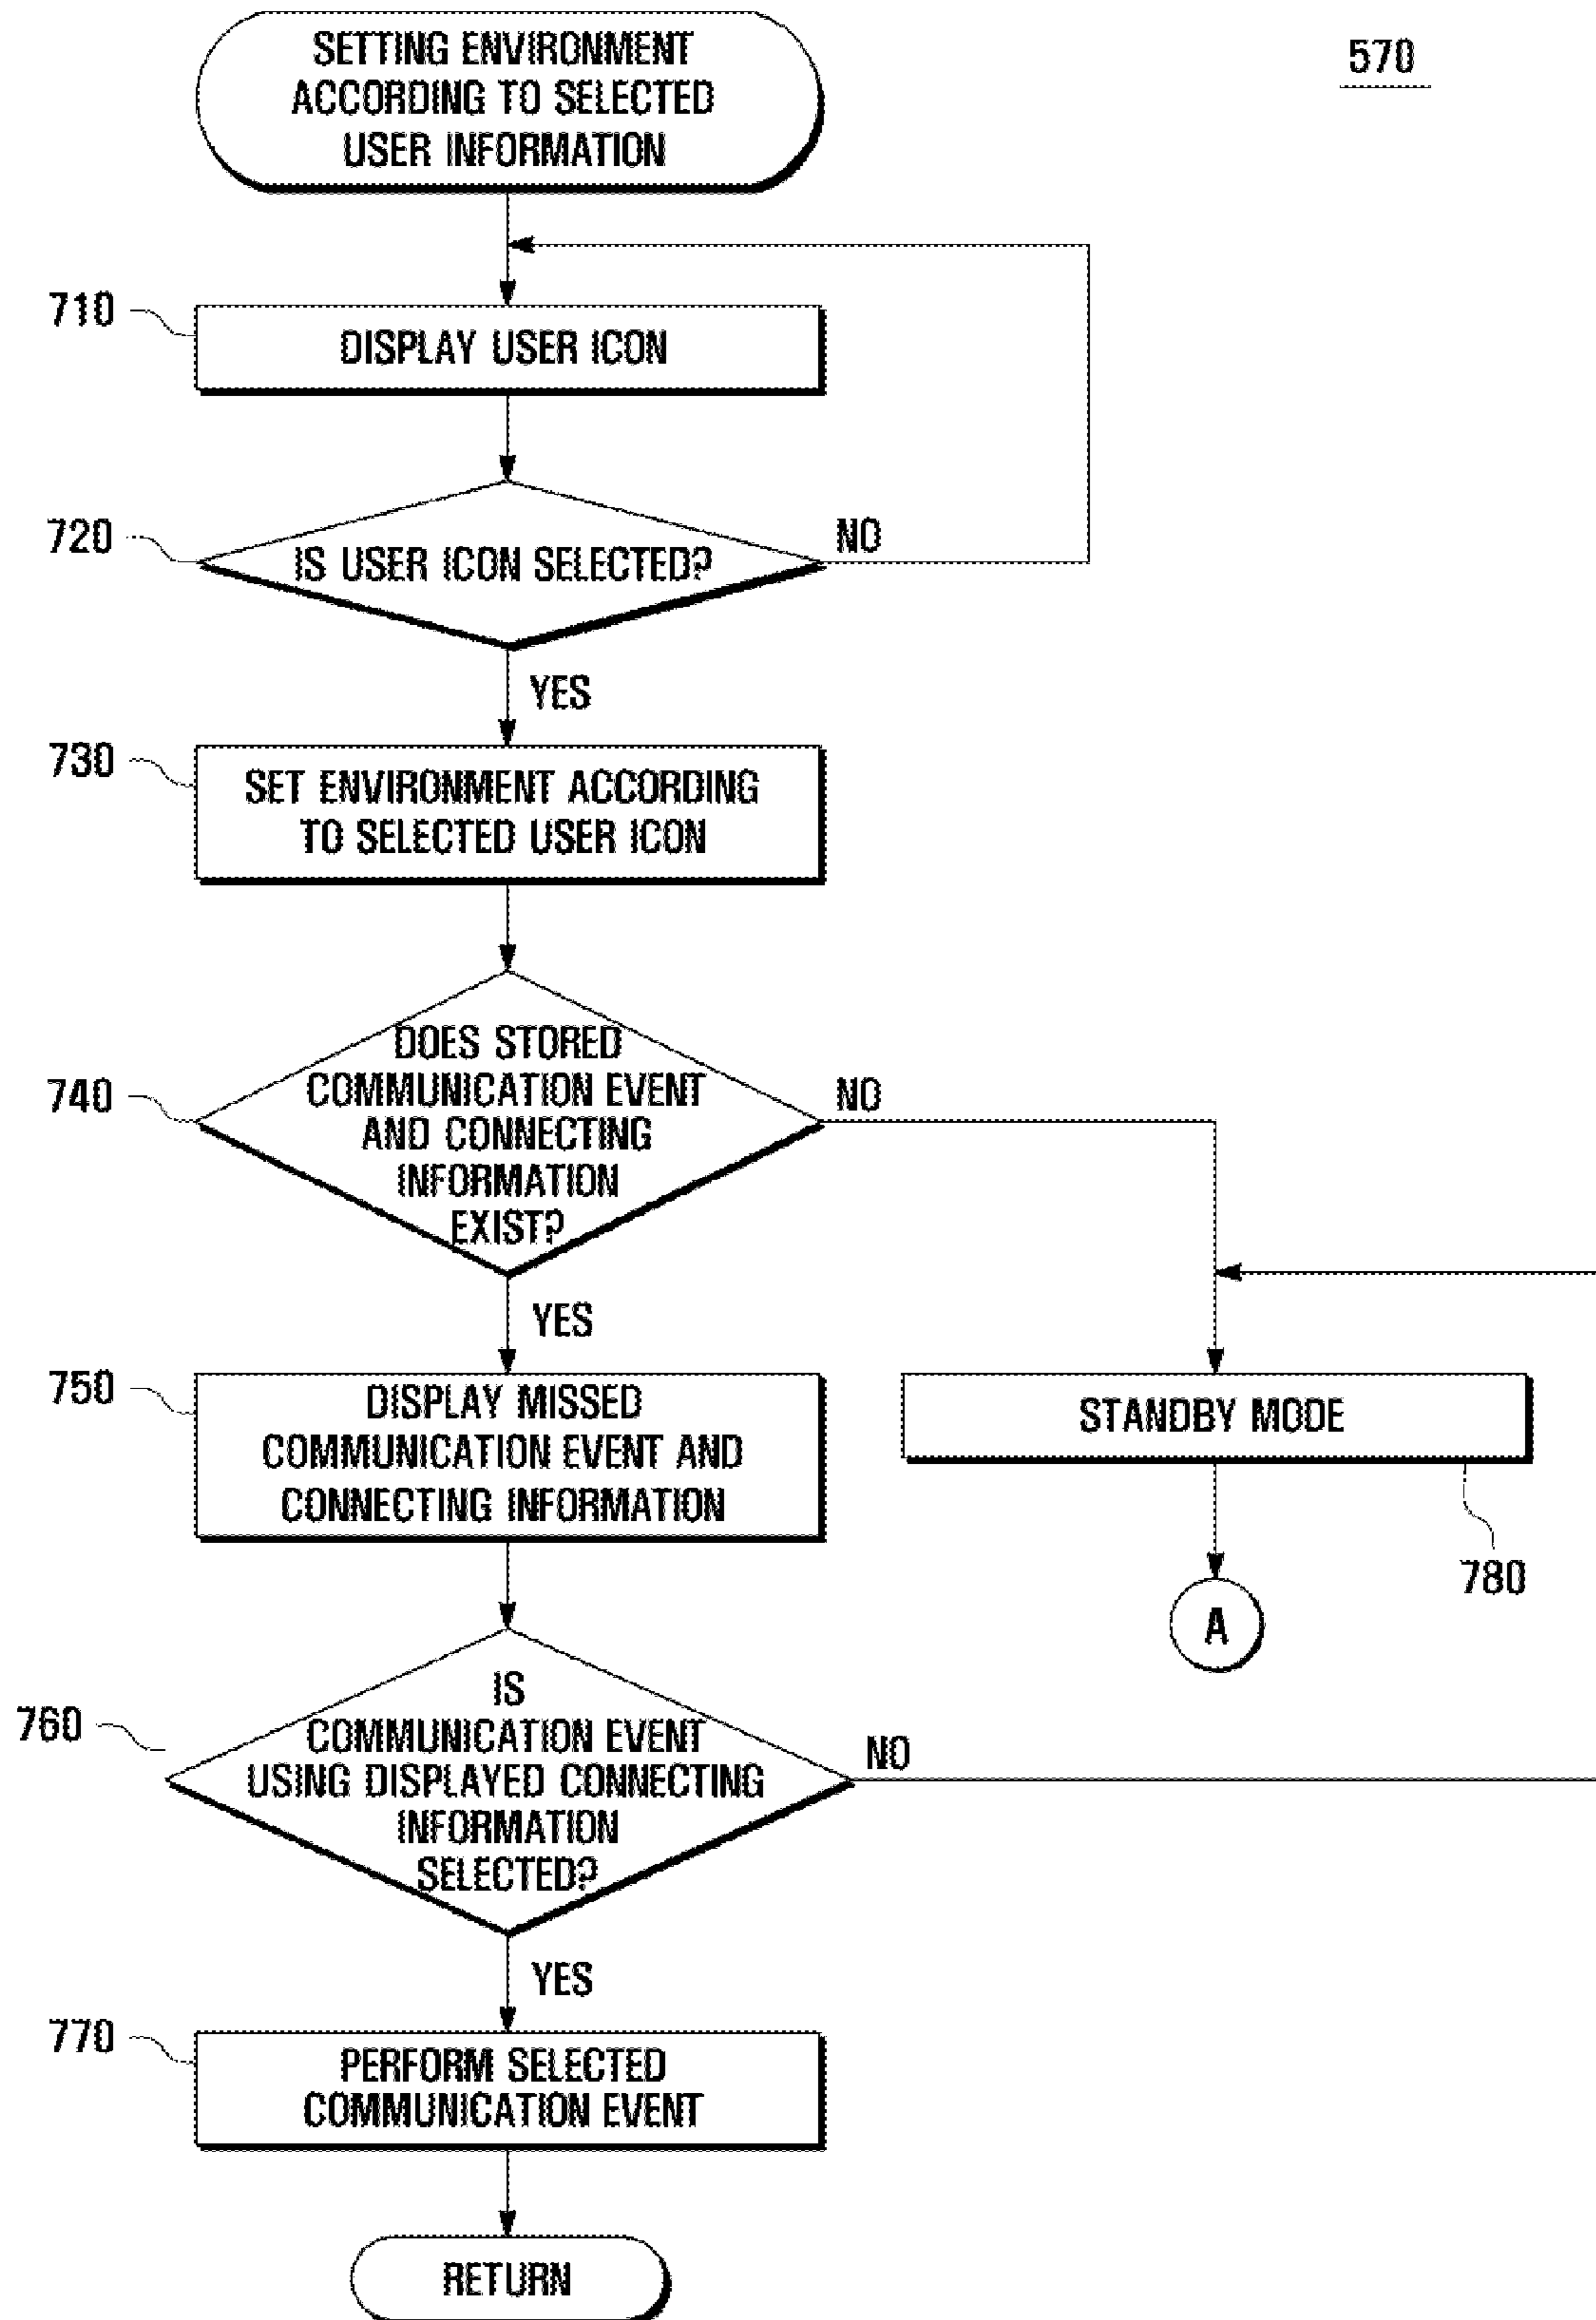 570
SETTING ENVIRONMENT
ACCORDING TO SELECTED
USER INFORMATION
710
DISPLAY USER ICON
720
IS USER ICON SELECTED?
NO
YES
730
SET ENVIRONMENT ACCORDING
TO SELECTED USER ICON
740
DOES STORED
COMMUNICATION EVENT
AND CONNECTING
INFORMATION
EXIST?
NO
YES
750
DISPLAY MISSED
COMMUNICATION EVENT AND
CONNECTING INFORMATION
STANDBY MODE
780
A
760
IS
COMMUNICATION EVENT
USING DISPLAYED CONNECTING
INFORMATION
SELECTED?
NO
YES
770
PERFORM SELECTED
COMMUNICATION EVENT
RETURN